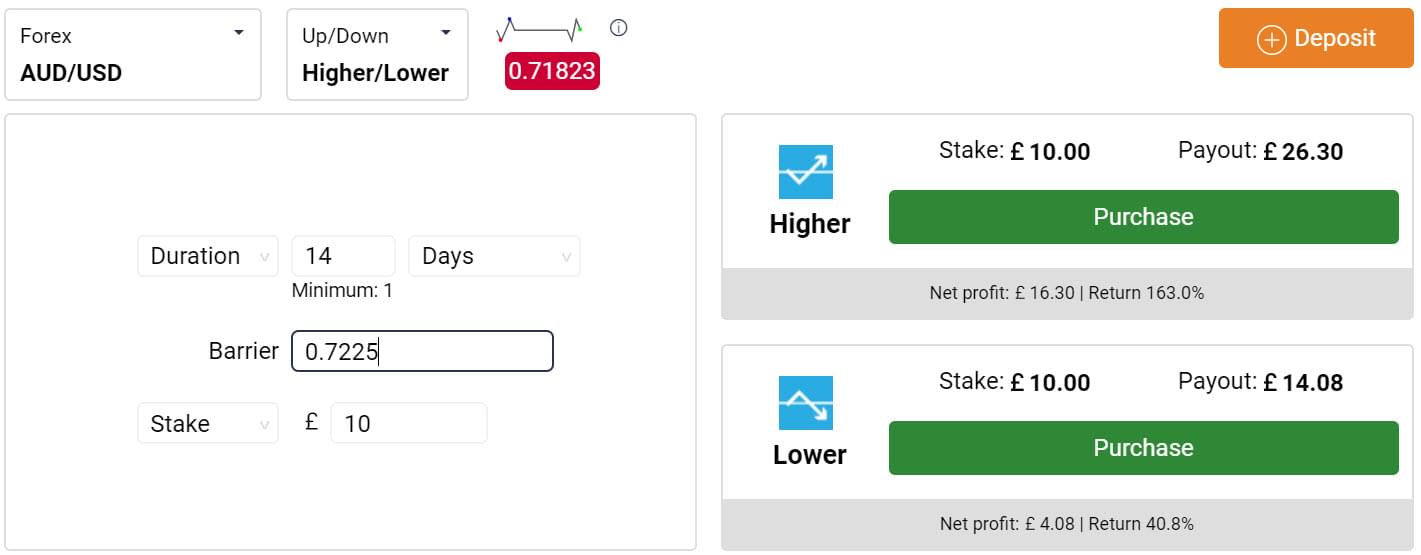 Forex
AUD/USD
Up/Down
Higher/Lower
0.71823
Deposit
Duration 14 Days
Minimum: 1
Barrier 0.7225
Stake £ 10
Stake: £ 10.00 Payout: £ 26.30
Higher
Purchase
Net profit: £ 16.30 | Return 163.0%
Stake: £ 10.00 Payout: £ 14.08
Lower
Purchase
Net profit: £ 4.08 | Return 40.8%